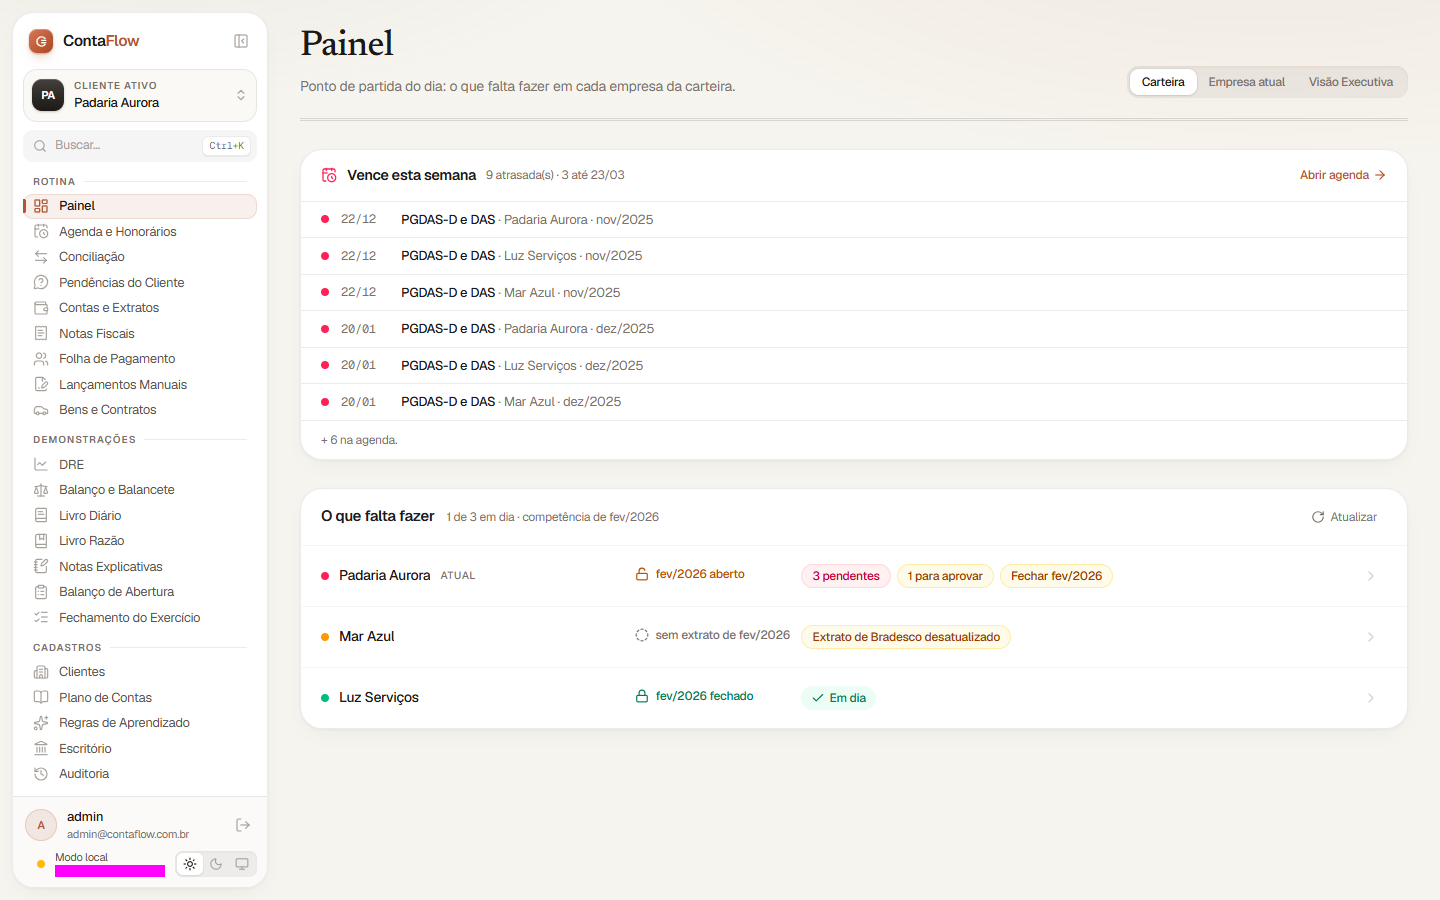 ContaFlow
PA
CLIENTE ATIVO
Padaria Aurora
Buscar...
Ctrl+K
ROTINA
Painel
Agenda e Honorários
Conciliação
Pendências do Cliente
Contas e Extratos
Notas Fiscais
Folha de Pagamento
Lançamentos Manuais
Bens e Contratos
DEMONSTRAÇÕES
DRE
Balanço e Balancete
Livro Diário
Livro Razão
Notas Explicativas
Balanço de Abertura
Fechamento do Exercício
CADASTROS
Clientes
Plano de Contas
Regras de Aprendizado
Escritório
Auditoria
A
admin
admin@contaflow.com.br
Modo local
Painel
Ponto de partida do dia: o que falta fazer em cada empresa da carteira.
Carteira Empresa atual Visão Executiva
Vence esta semana 9 atrasada(s) · 3 até 23/03 Abrir agenda
22/12 PGDAS-D e DAS · Padaria Aurora · nov/2025
22/12 PGDAS-D e DAS · Luz Serviços · nov/2025
22/12 PGDAS-D e DAS · Mar Azul · nov/2025
20/01 PGDAS-D e DAS · Padaria Aurora · dez/2025
20/01 PGDAS-D e DAS · Luz Serviços · dez/2025
20/01 PGDAS-D e DAS · Mar Azul · dez/2025
+ 6 na agenda.
O que falta fazer 1 de 3 em dia · competência de fev/2026 Atualizar
Padaria Aurora ATUAL fev/2026 aberto 3 pendentes 1 para aprovar Fechar fev/2026
Mar Azul sem extrato de fev/2026 Extrato de Bradesco desatualizado
Luz Serviços fev/2026 fechado Em dia